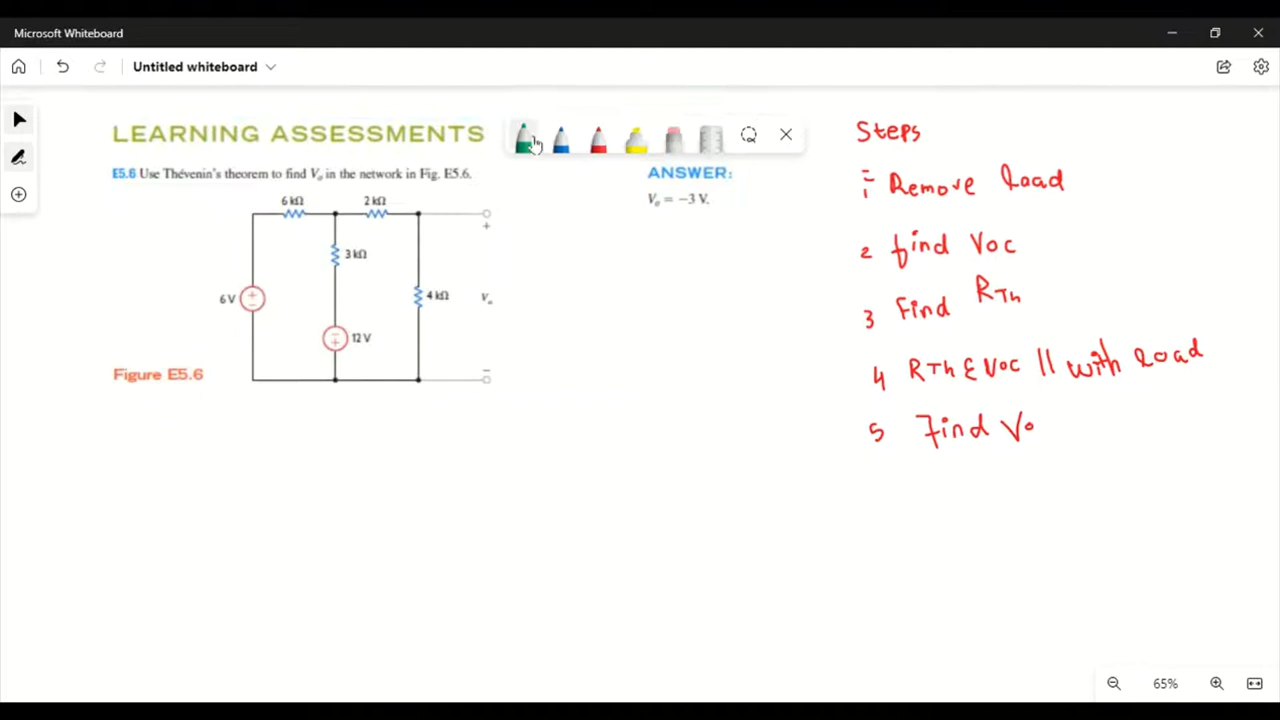 Microsoft Whiteboard
Untitled whiteboard
LEARNING ASSESSMENTS
E5.6 Use Thévenin's theorem to find Vo in the network in Fig. E5.6.
ANSWER:
Vo = −3 V.
6 kΩ
2 kΩ
+
3 kΩ
6 V
+
−
4 kΩ
Vo
−
+
12 V
−
Figure E5.6
Steps
1 Remove Load
2 find Voc
3 Find RTh
4 RTh & Voc || with Load
5 Find Vo
65%